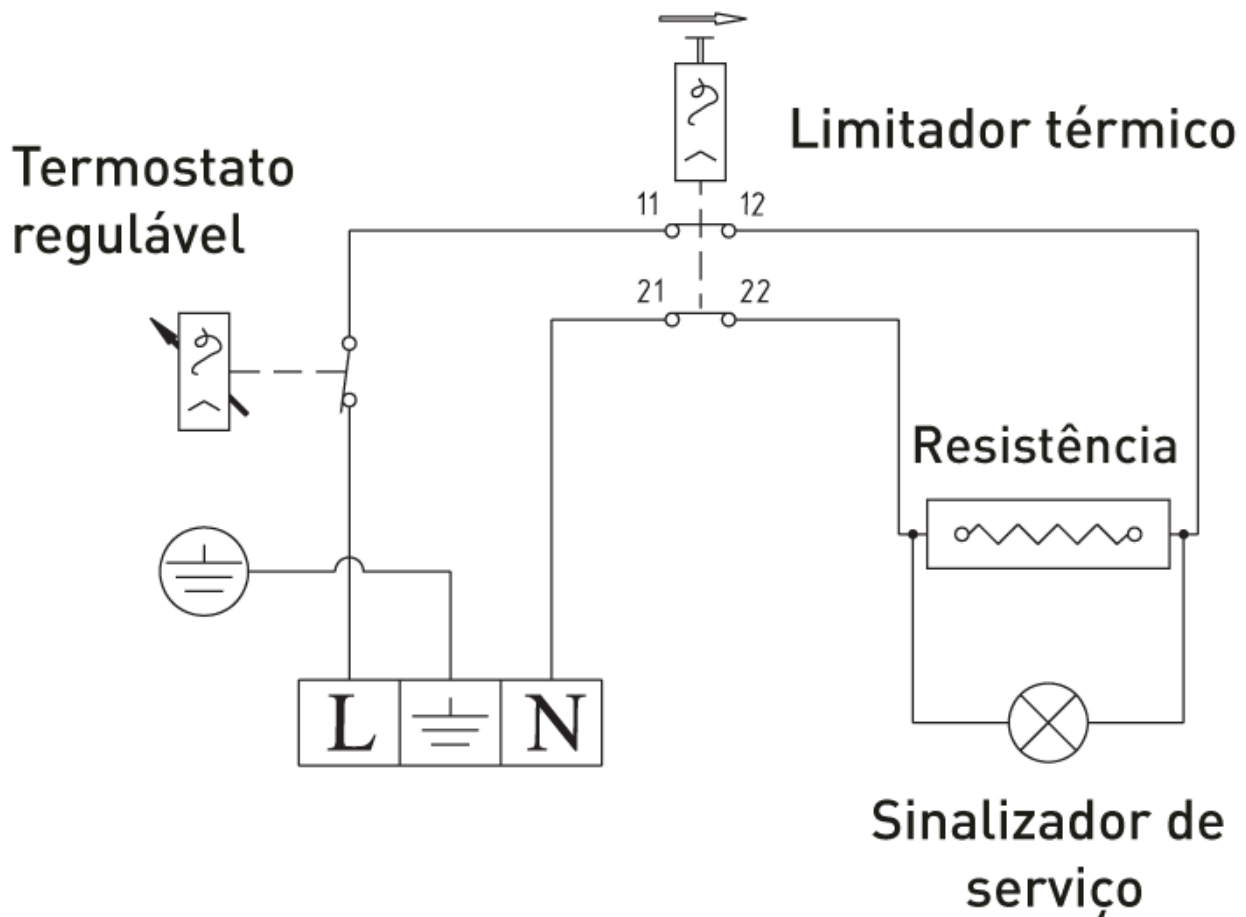 Limitador térmico
Termostato
regulável
11 12
21 22
Resistência
L N
Sinalizador de
serviço